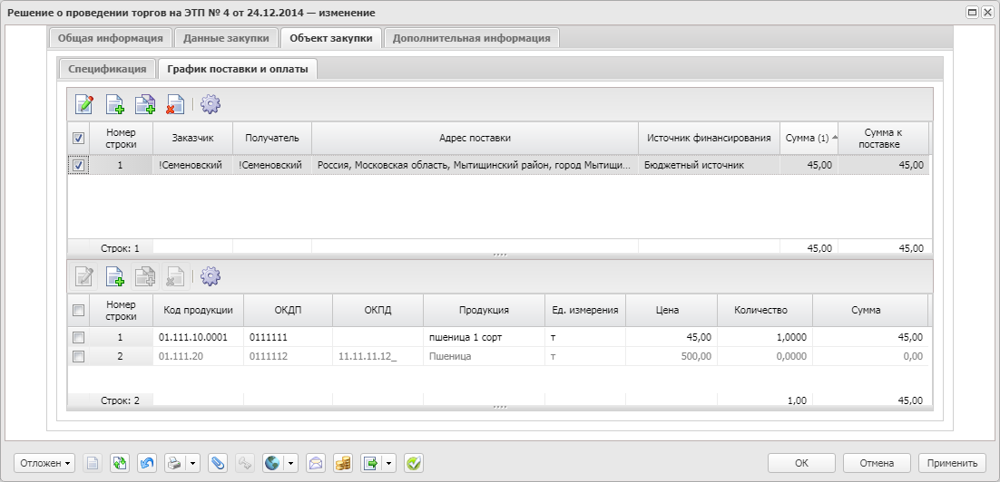 Решение о проведении торгов на ЭТП № 4 от 24.12.2014 — изменение
Общая информация Данные закупки Объект закупки Дополнительная информация
Спецификация График поставки и оплаты
Номер строки Заказчик Получатель Адрес поставки Источник финансирования Сумма (1) Сумма к поставке
1 !Семеновский !Семеновский Россия, Московская область, Мытищинский район, город Мытищи... Бюджетный источник 45,00 45,00
Строк: 1 45,00 45,00
Номер строки Код продукции ОКДП ОКПД Продукция Ед. измерения Цена Количество Сумма
1 01.111.10.0001 0111111 пшеница 1 сорт т 45,00 1,0000 45,00
2 01.111.20 0111112 11.11.11.12_ Пшеница т 500,00 0,0000 0,00
Строк: 2 1,00 45,00
Отложен ОК Отмена Применить